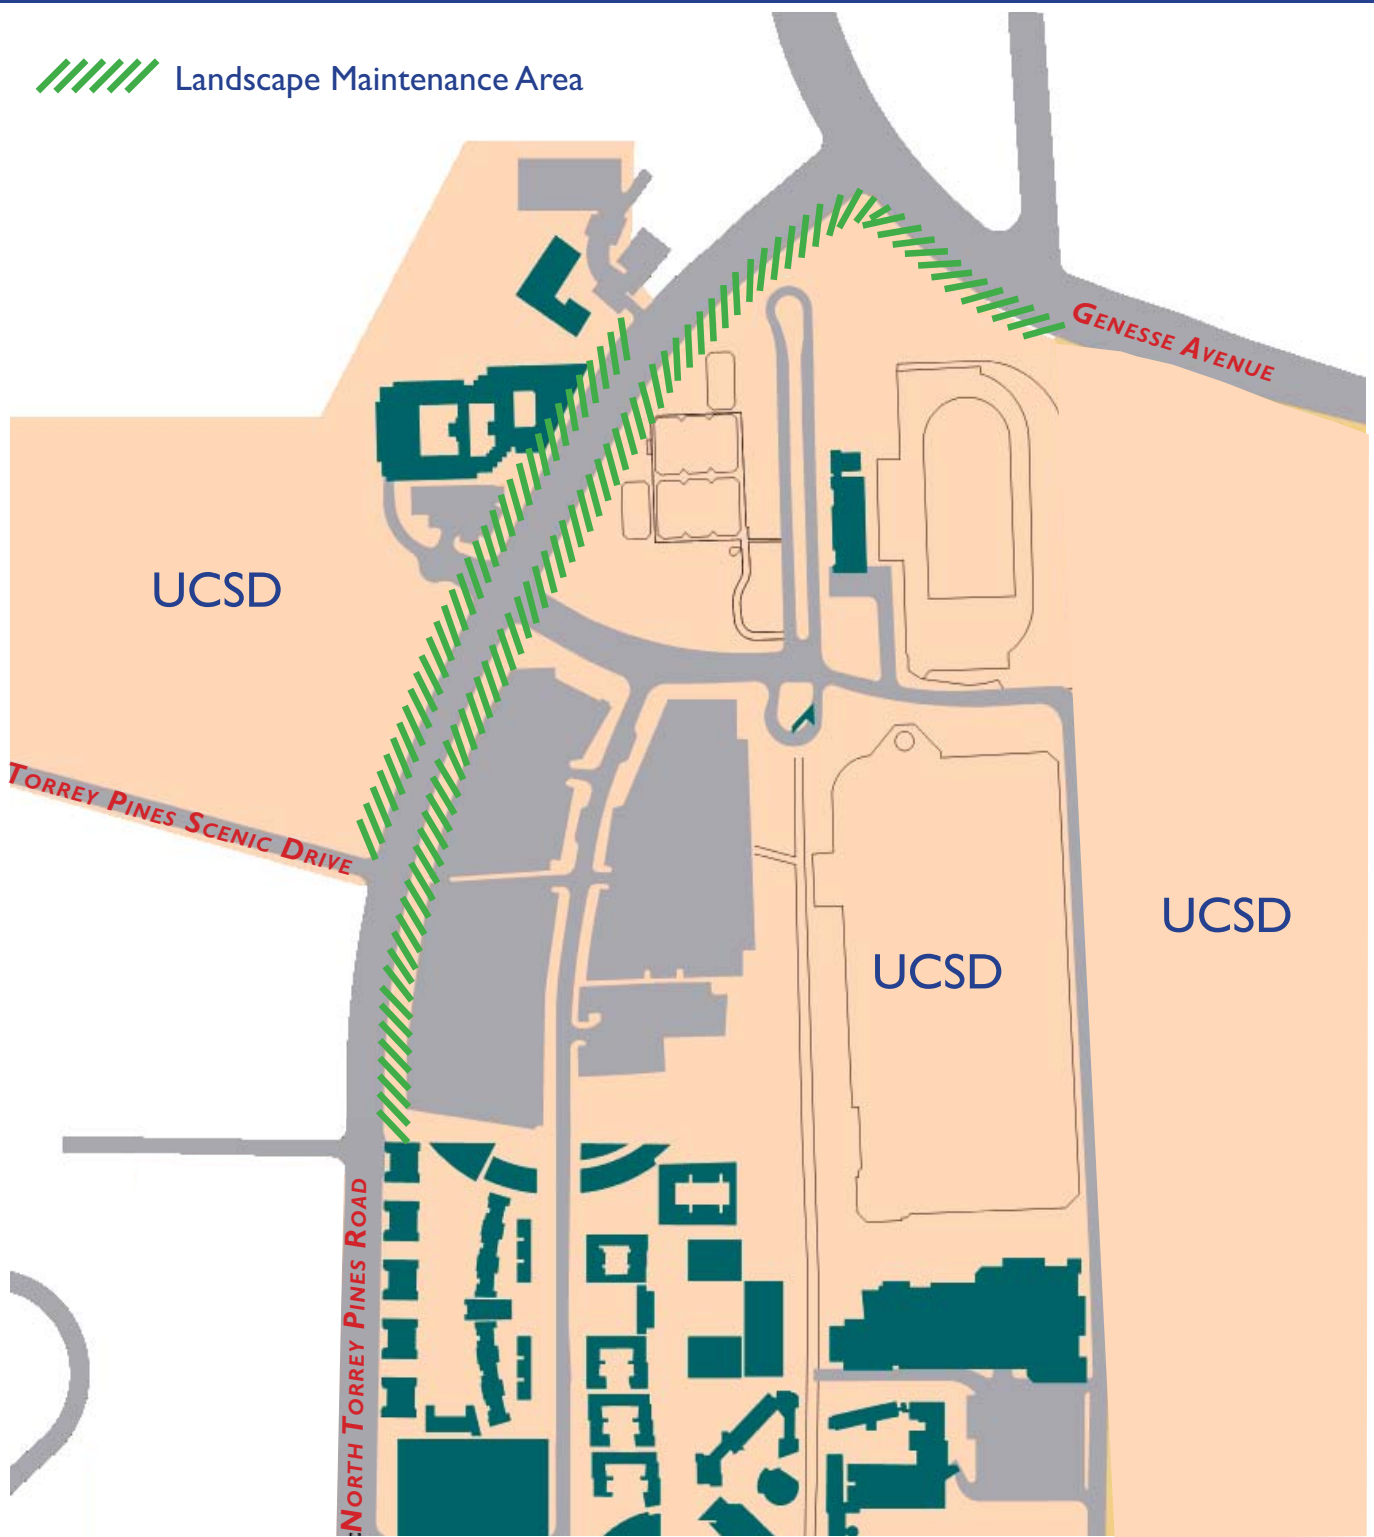 Landscape Maintenance Area
GENESSE AVENUE
UCSD
TORREY PINES SCENIC DRIVE
UCSD
UCSD
NORTH TORREY PINES ROAD